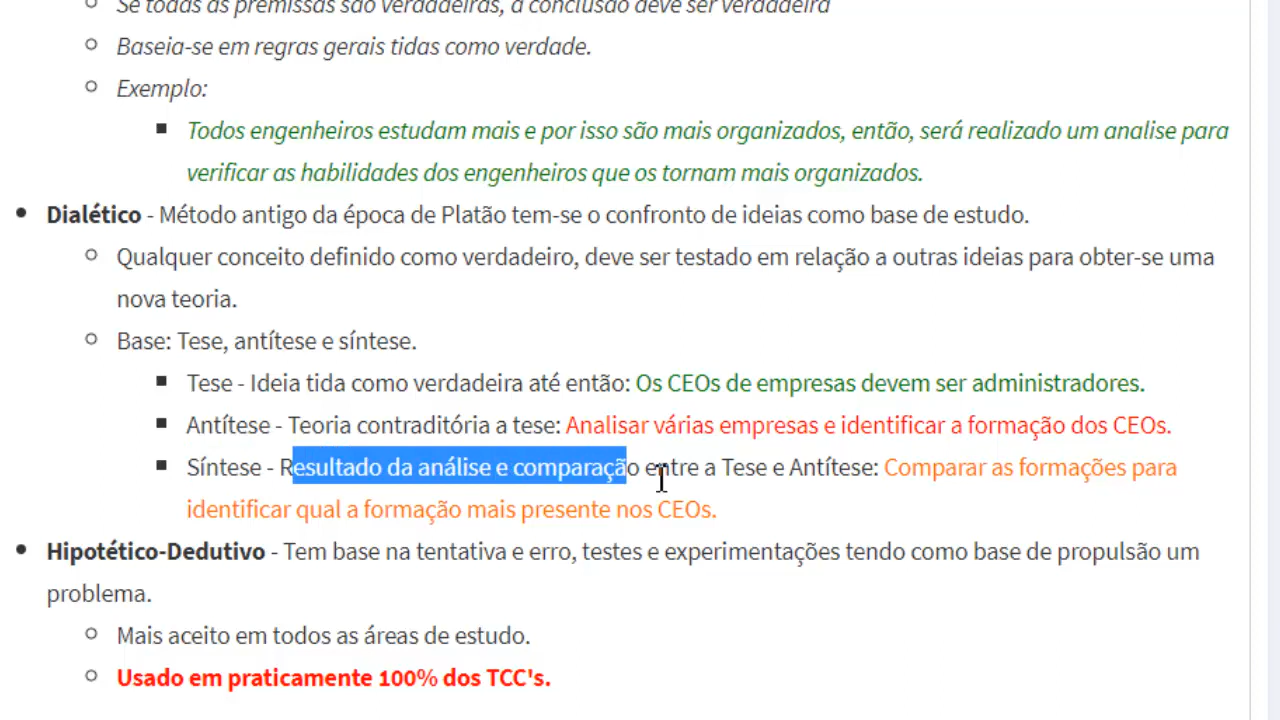 Se todas as premissas são verdadeiras, a conclusão deve ser verdadeira
Baseia-se em regras gerais tidas como verdade.
Exemplo:
Todos engenheiros estudam mais e por isso são mais organizados, então, será realizado um analise para
verificar as habilidades dos engenheiros que os tornam mais organizados.
Dialético - Método antigo da época de Platão tem-se o confronto de ideias como base de estudo.
Qualquer conceito definido como verdadeiro, deve ser testado em relação a outras ideias para obter-se uma
nova teoria.
Base: Tese, antítese e síntese.
Tese - Ideia tida como verdadeira até então: Os CEOs de empresas devem ser administradores.
Antítese - Teoria contraditória a tese: Analisar várias empresas e identificar a formação dos CEOs.
Síntese - Resultado da análise e comparação entre a Tese e Antítese: Comparar as formações para
identificar qual a formação mais presente nos CEOs.
Hipotético-Dedutivo - Tem base na tentativa e erro, testes e experimentações tendo como base de propulsão um
problema.
Mais aceito em todos as áreas de estudo.
Usado em praticamente 100% dos TCC's.